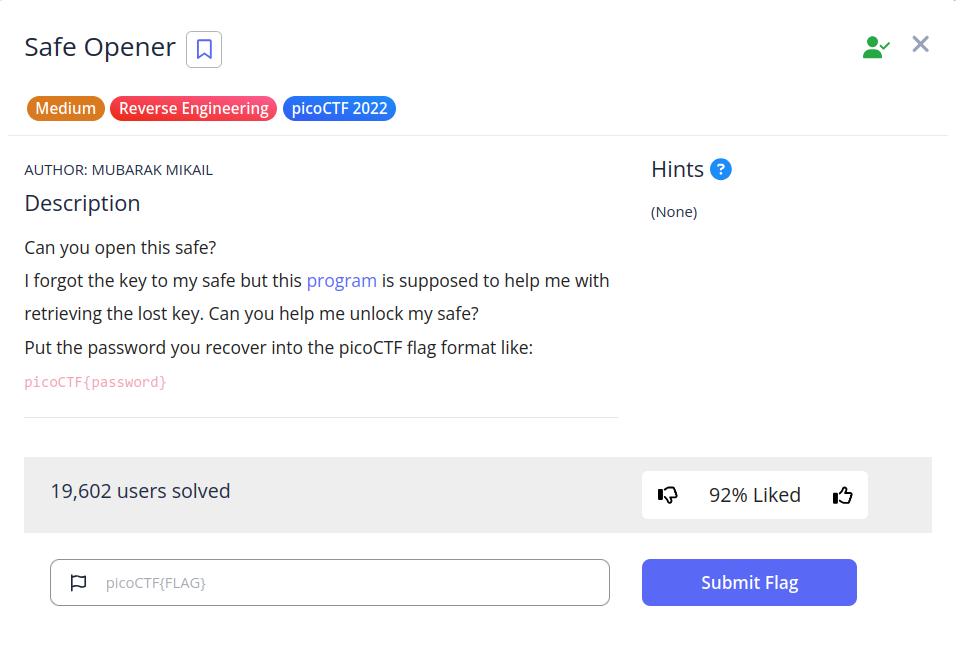 Safe Opener
Medium Reverse Engineering picoCTF 2022
AUTHOR: MUBARAK MIKAIL
Description
Can you open this safe?
I forgot the key to my safe but this program is supposed to help me with
retrieving the lost key. Can you help me unlock my safe?
Put the password you recover into the picoCTF flag format like:
picoCTF{password}
Hints ?
(None)
19,602 users solved
92% Liked
picoCTF{FLAG}
Submit Flag